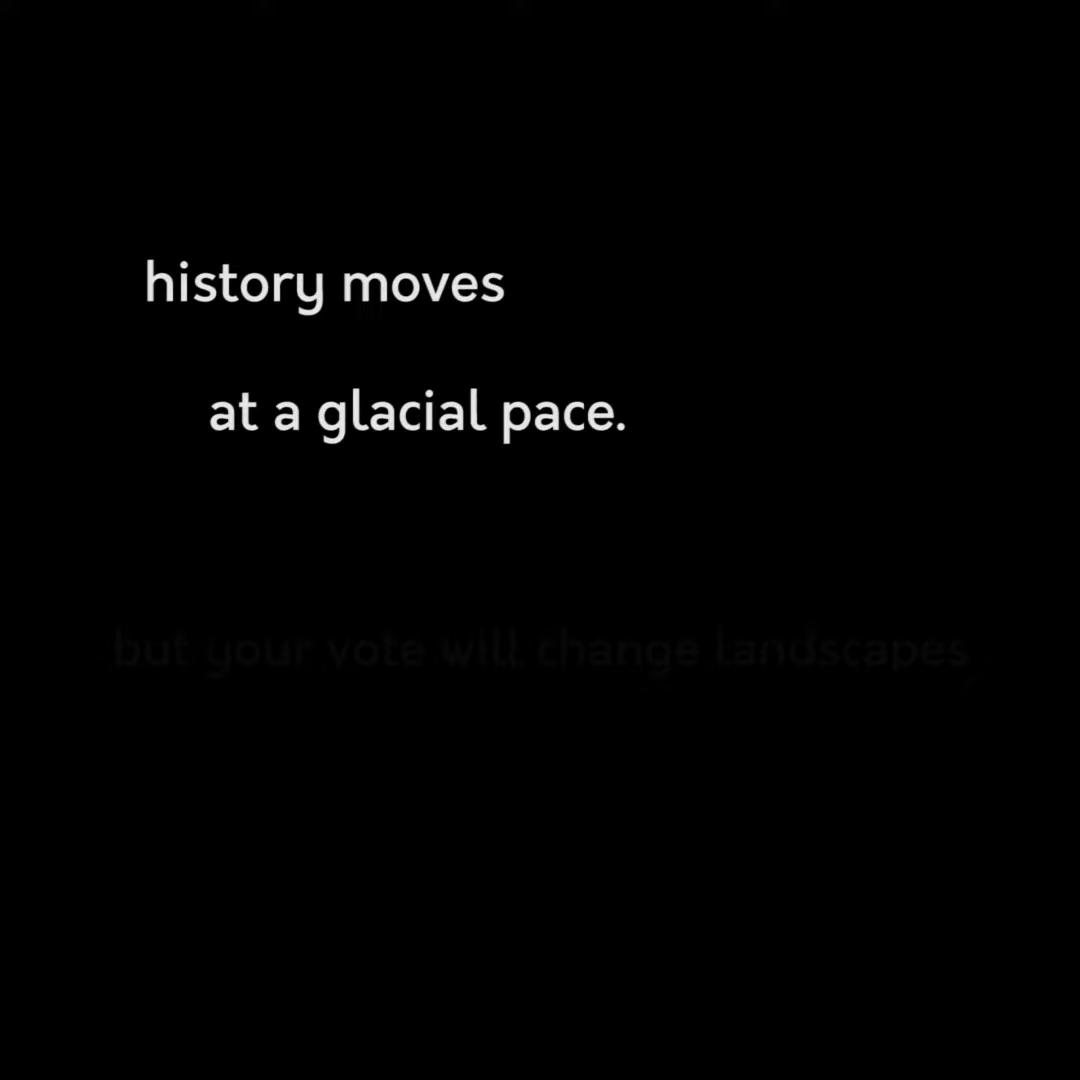 history moves
at a glacial pace.
but your vote will change landscapes